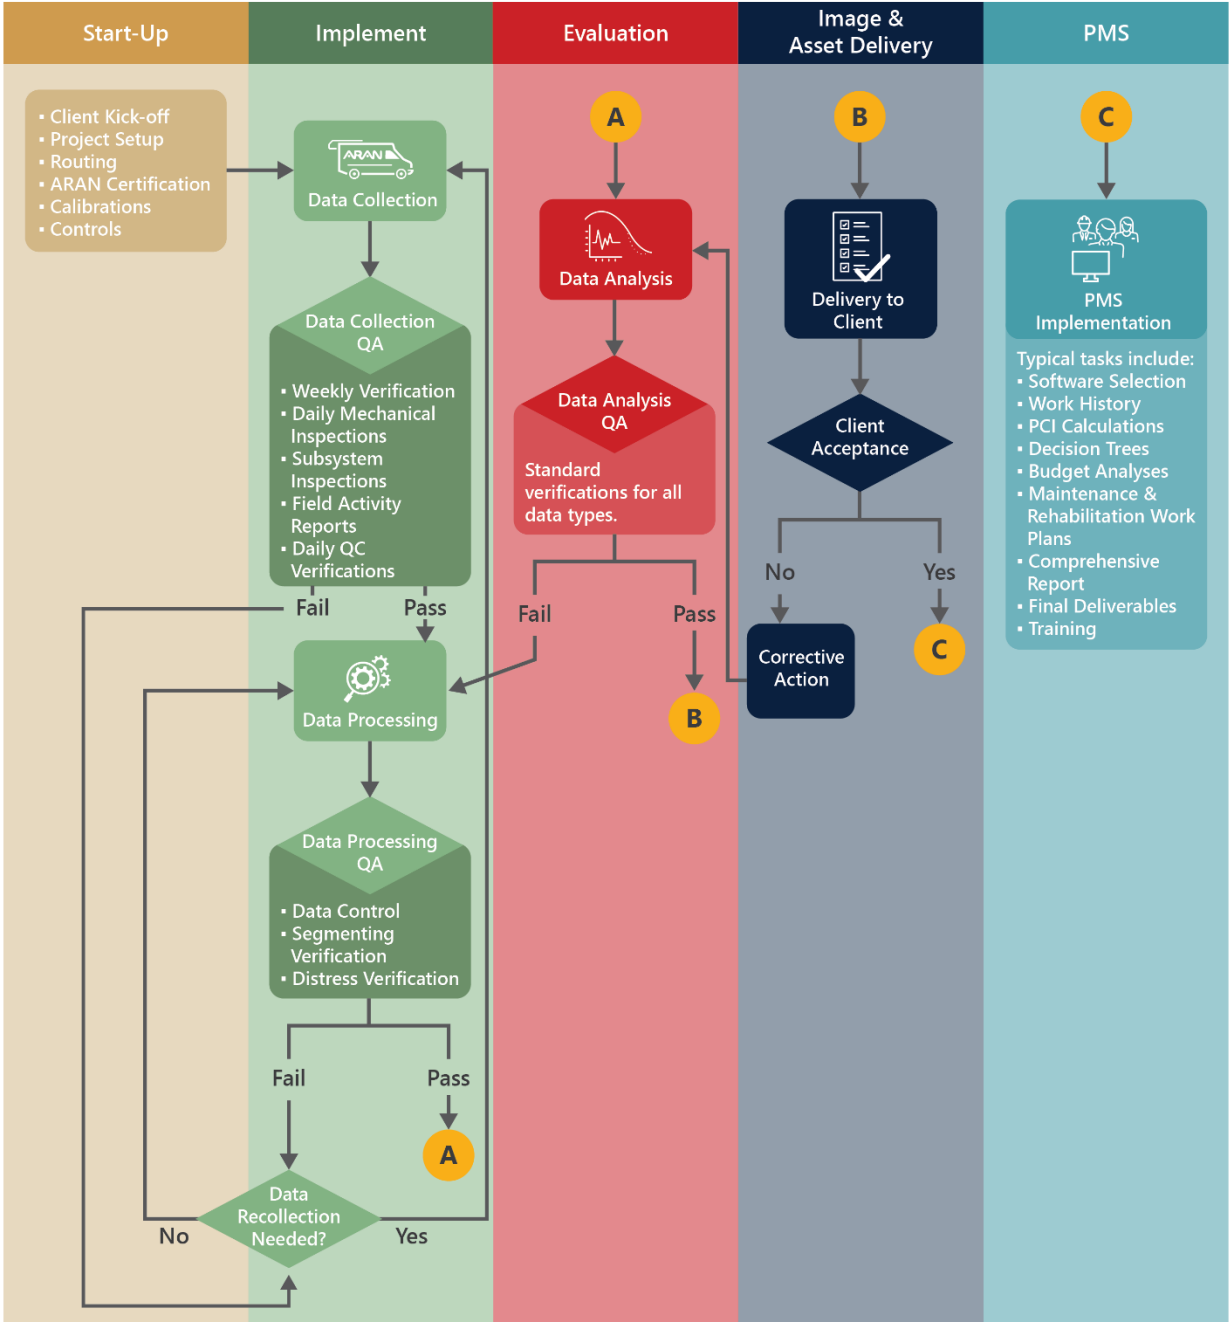 Start-Up
Implement
Evaluation
Image &
Asset Delivery
PMS
▪ Client Kick-off
▪ Project Setup
▪ Routing
▪ ARAN Certification
▪ Calibrations
▪ Controls
ARAN
Data Collection
Data Collection
QA
▪ Weekly Verification
▪ Daily Mechanical
Inspections
▪ Subsystem
Inspections
▪ Field Activity
Reports
▪ Daily QC
Verifications
Fail
Pass
Data Processing
Data Processing
QA
▪ Data Control
▪ Segmenting
Verification
▪ Distress Verification
Fail
Pass
A
Data
Recollection
Needed?
No
Yes
A
Data Analysis
Data Analysis
QA
Standard
verifications for all
data types.
Fail
Pass
B
B
Delivery to
Client
Client
Acceptance
No
Yes
Corrective
Action
C
C
PMS
Implementation
Typical tasks include:
▪ Software Selection
▪ Work History
▪ PCI Calculations
▪ Decision Trees
▪ Budget Analyses
▪ Maintenance &
Rehabilitation Work
Plans
▪ Comprehensive
Report
▪ Final Deliverables
▪ Training